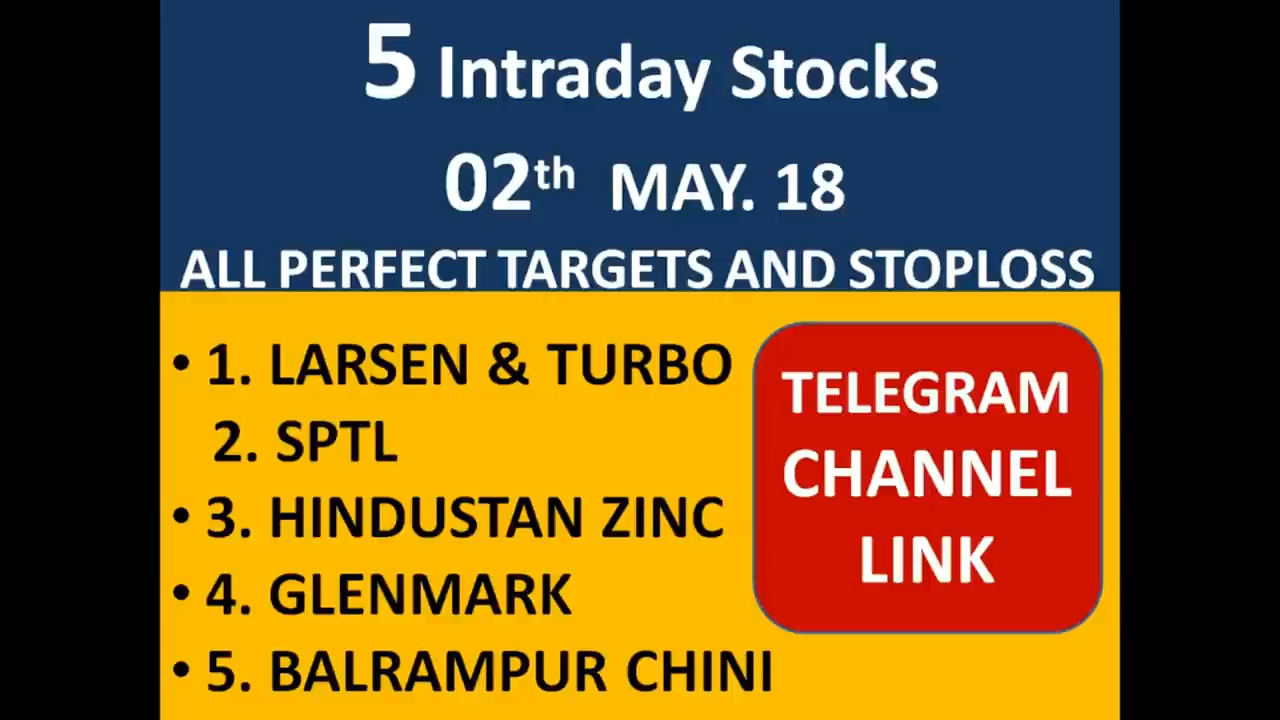 5 Intraday Stocks
02th MAY. 18
ALL PERFECT TARGETS AND STOPLOSS
• 1. LARSEN & TURBO
2. SPTL
• 3. HINDUSTAN ZINC
• 4. GLENMARK
• 5. BALRAMPUR CHINI
TELEGRAM
CHANNEL
LINK